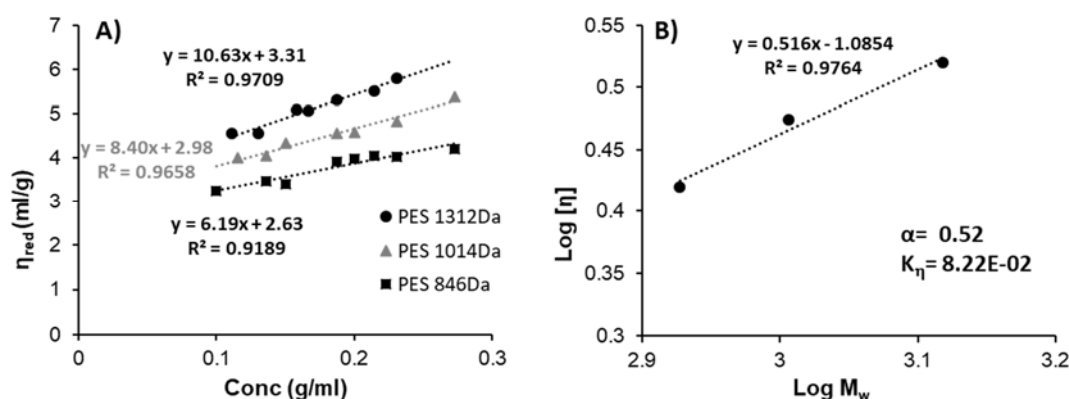 A)
7
6
5
4
3
2
1
0
η_red (ml/g)
y = 10.63x + 3.31
R² = 0.9709
y = 8.40x + 2.98
R² = 0.9658
y = 6.19x + 2.63
R² = 0.9189
PES 1312Da
PES 1014Da
PES 846Da
0 0.1 0.2 0.3
Conc (g/ml)
B)
0.55
0.5
0.45
0.4
0.35
0.3
Log [η]
y = 0.516x - 1.0854
R² = 0.9764
α= 0.52
K_η= 8.22E-02
2.9 3 3.1 3.2
Log M_w